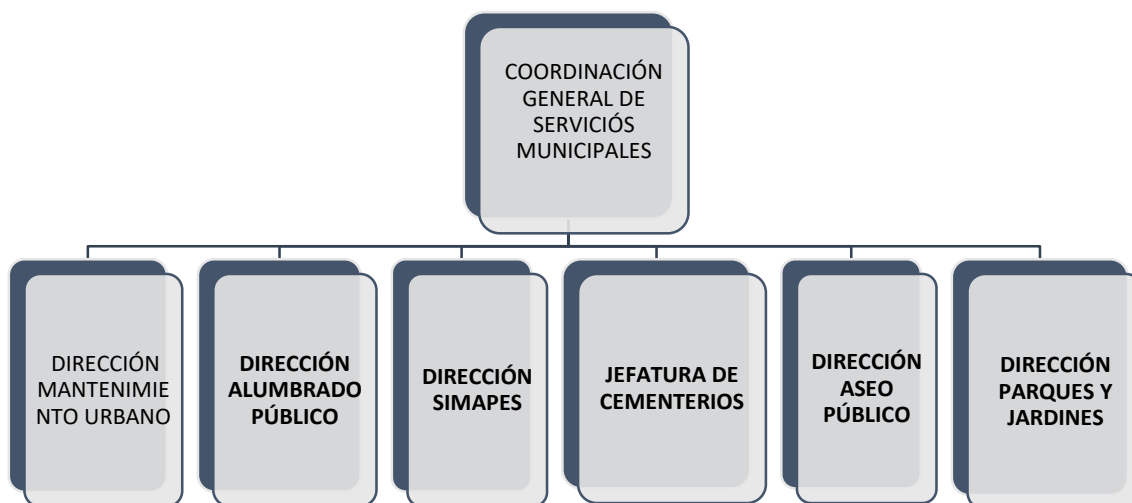 COORDINACIÓN
GENERAL DE
SERVICIÓS
MUNICIPALES
DIRECCIÓN
MANTENIMIE
NTO URBANO
DIRECCIÓN
ALUMBRADO
PÚBLICO
DIRECCIÓN
SIMAPES
JEFATURA DE
CEMENTERIOS
DIRECCIÓN
ASEO
PÚBLICO
DIRECCIÓN
PARQUES Y
JARDINES